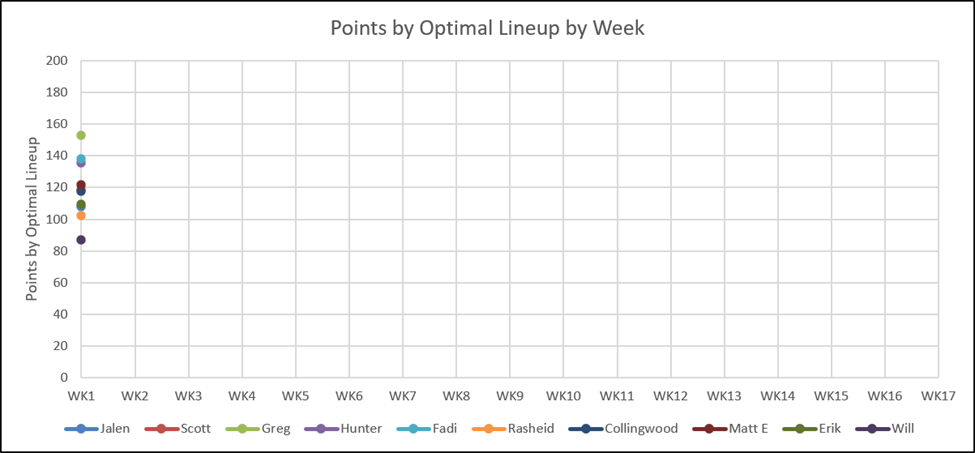 Points by Optimal Lineup by Week
Points by Optimal Lineup
200
180
160
140
120
100
80
60
40
20
0
WK1 WK2 WK3 WK4 WK5 WK6 WK7 WK8 WK9 WK10 WK11 WK12 WK13 WK14 WK15 WK16 WK17
Jalen Scott Greg Hunter Fadi Rasheid Collingwood Matt E Erik Will